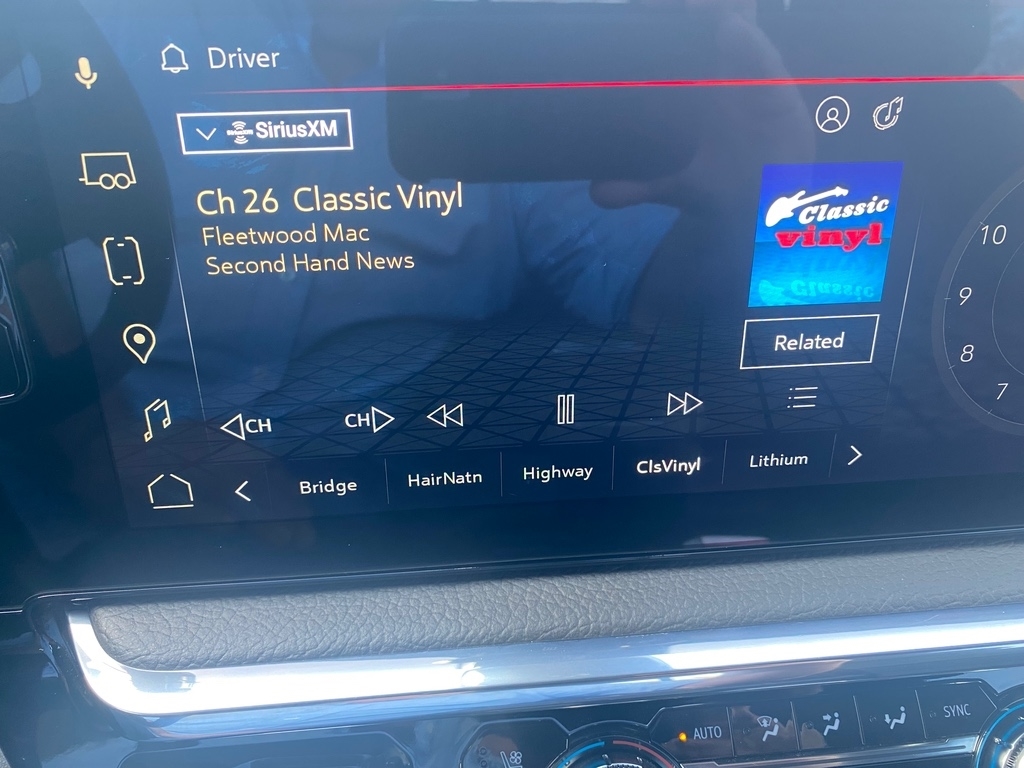 Driver
SiriusXM
Ch 26 Classic Vinyl
Fleetwood Mac
Second Hand News
Classic
vinyl
Related
CH
CH
Bridge
HairNatn
Highway
ClsVinyl
Lithium
10
9
8
7
AUTO
SYNC